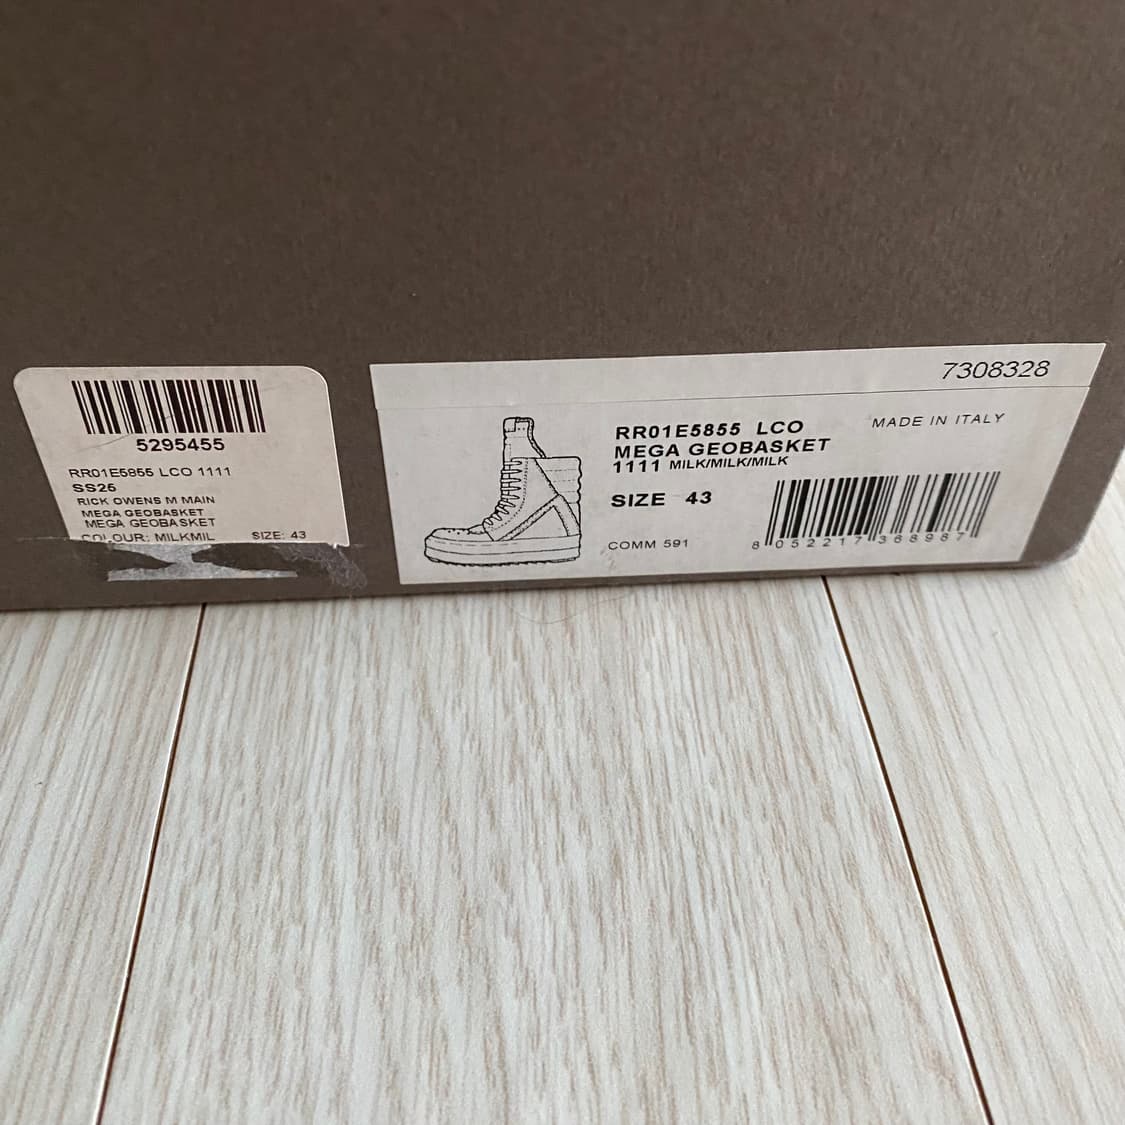 5295455
RR01E5855 LCO 1111
SS25
RICK OWENS M MAIN
MEGA GEOBASKET
MEGA GEOBASKET
COLOUR: MILKMIL SIZE: 43
7308328
RR01E5855 LCO MADE IN ITALY
MEGA GEOBASKET
1111 MILK/MILK/MILK
SIZE 43
COMM 591
8 052217 368987